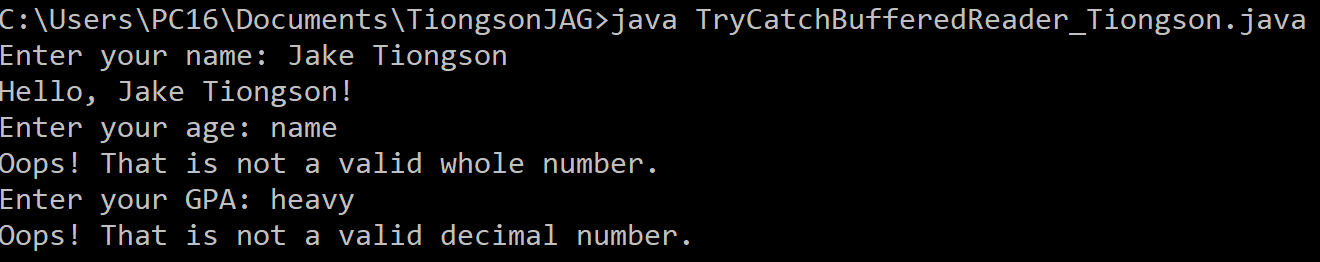 C:\Users\PC16\Documents\TiongsonJAG>java TryCatchBufferedReader_Tiongson.java
Enter your name: Jake Tiongson
Hello, Jake Tiongson!
Enter your age: name
Oops! That is not a valid whole number.
Enter your GPA: heavy
Oops! That is not a valid decimal number.